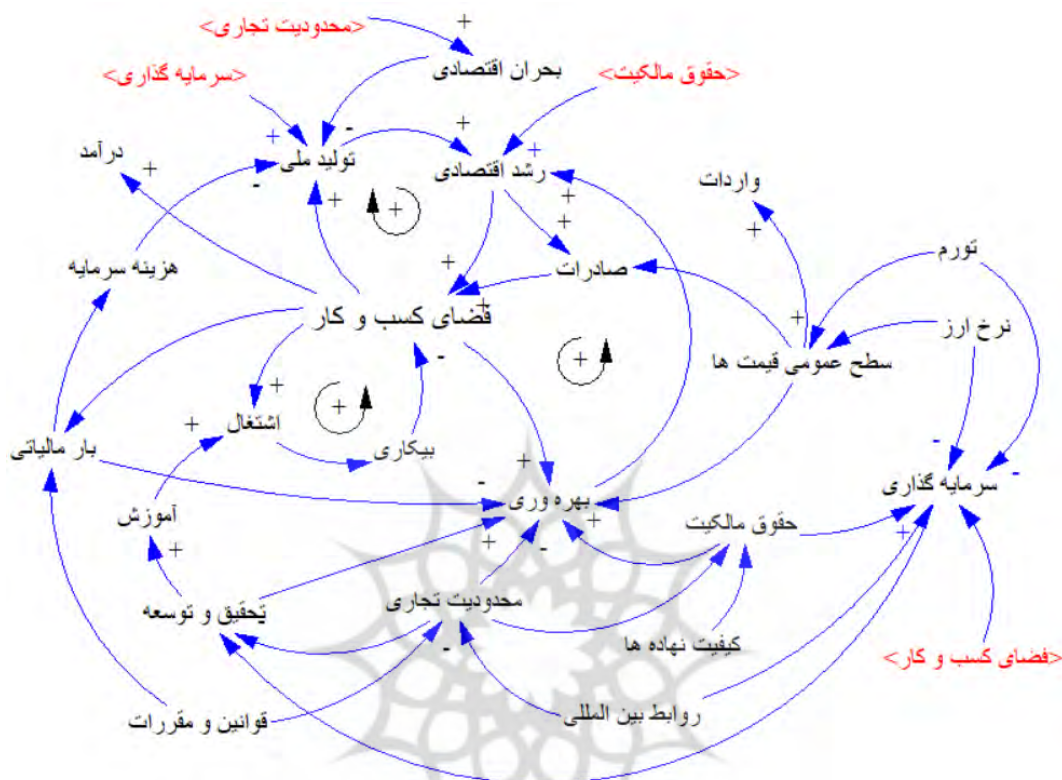 <محدودیت تجاری>
بحران اقتصادی
<سرمایه گذاری>
<حقوق مالکیت>
درآمد
تولید ملی
رشد اقتصادی
واردات
تورم
هزینه سرمایه
صادرات
فضای کسب و کار
نرخ ارز
سطح عمومی قیمت ها
اشتغال
بیکاری
بار مالیاتی
بهره وری
سرمایه گذاری
آموزش
حقوق مالکیت
تحقیق و توسعه
محدودیت تجاری
کیفیت نهاده ها
<فضای کسب و کار>
قوانین و مقررات
روابط بین المللی